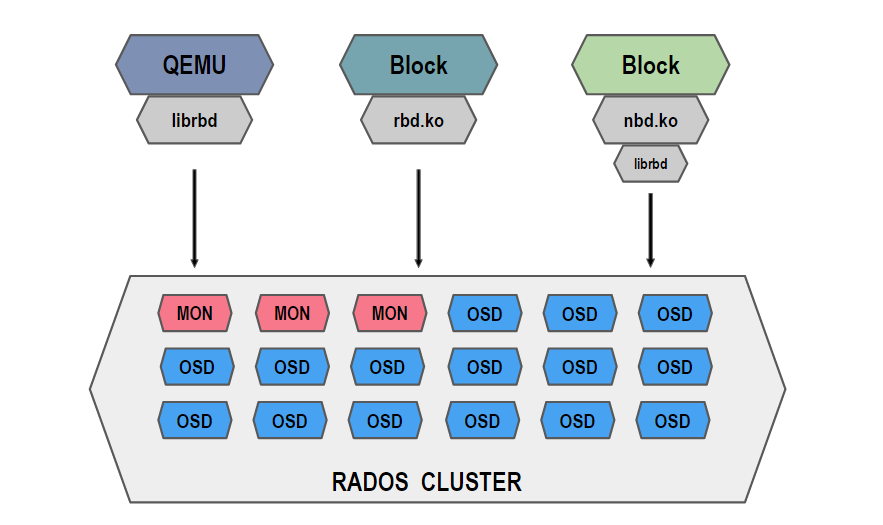 QEMU
librbd
Block
rbd.ko
Block
nbd.ko
librbd
MON MON MON OSD OSD OSD
OSD OSD OSD OSD OSD OSD
OSD OSD OSD OSD OSD OSD
RADOS CLUSTER